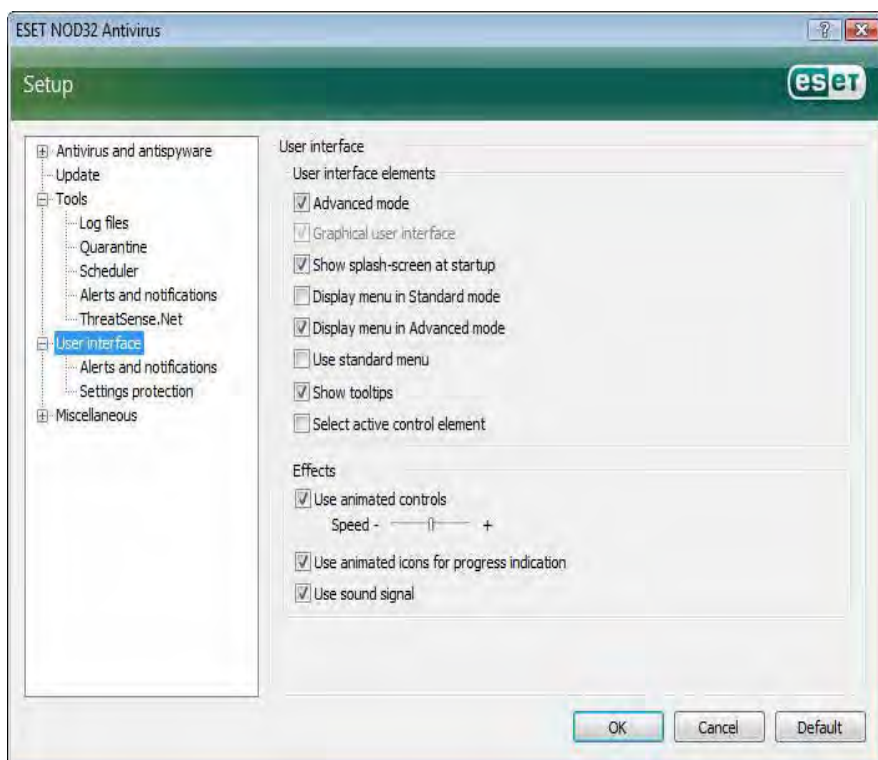 ESET NOD32 Antivirus
?
Setup
eset
Antivirus and antispyware
Update
Tools
Log files
Quarantine
Scheduler
Alerts and notifications
ThreatSense.Net
User interface
Alerts and notifications
Settings protection
Miscellaneous
User interface
User interface elements
Advanced mode
Graphical user interface
Show splash-screen at startup
Display menu in Standard mode
Display menu in Advanced mode
Use standard menu
Show tooltips
Select active control element
Effects
Use animated controls
Speed - +
Use animated icons for progress indication
Use sound signal
OK Cancel Default